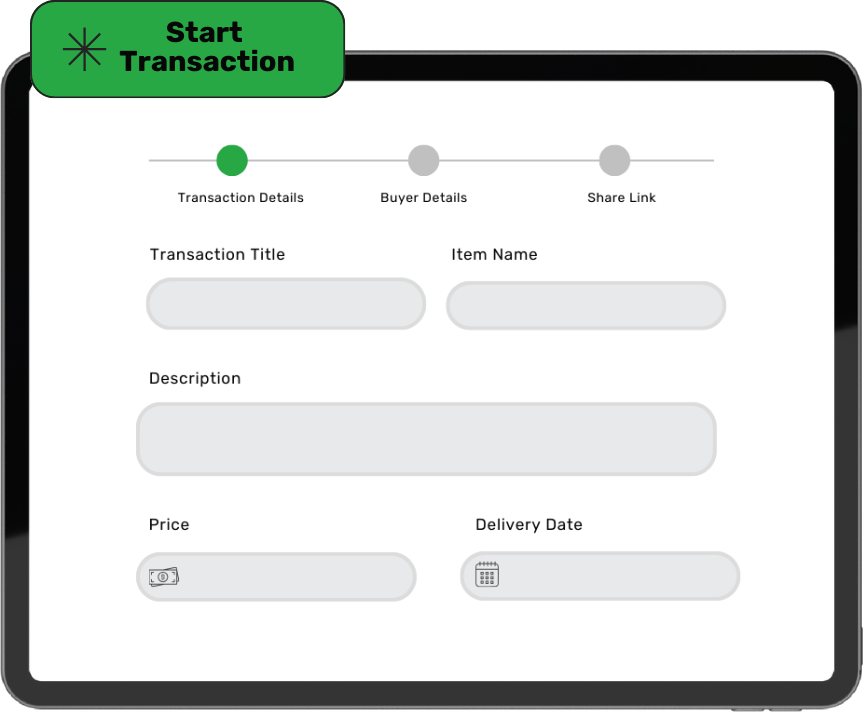 Start
Transaction
Transaction Details
Buyer Details
Share Link
Transaction Title
Item Name
Description
Price
Delivery Date